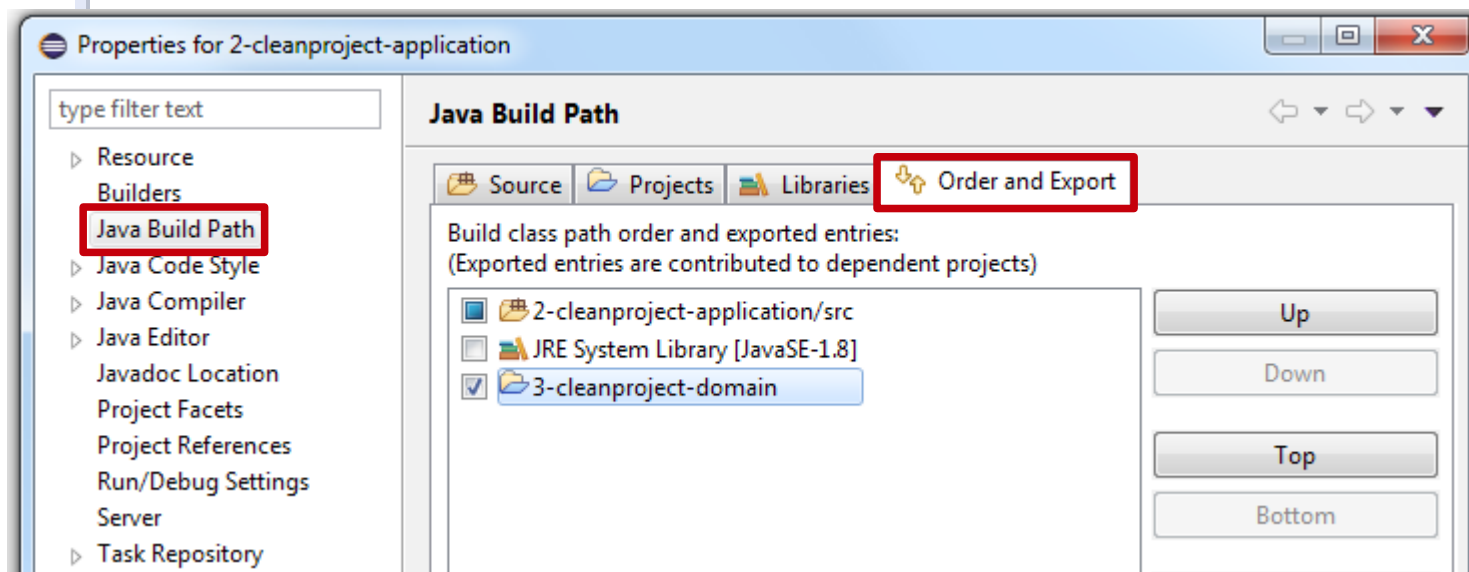 Properties for 2-cleanproject-application
type filter text
Resource
Builders
Java Build Path
Java Code Style
Java Compiler
Java Editor
Javadoc Location
Project Facets
Project References
Run/Debug Settings
Server
Task Repository
Java Build Path
Source
Projects
Libraries
Order and Export
Build class path order and exported entries:
(Exported entries are contributed to dependent projects)
2-cleanproject-application/src
JRE System Library [JavaSE-1.8]
3-cleanproject-domain
Up
Down
Top
Bottom